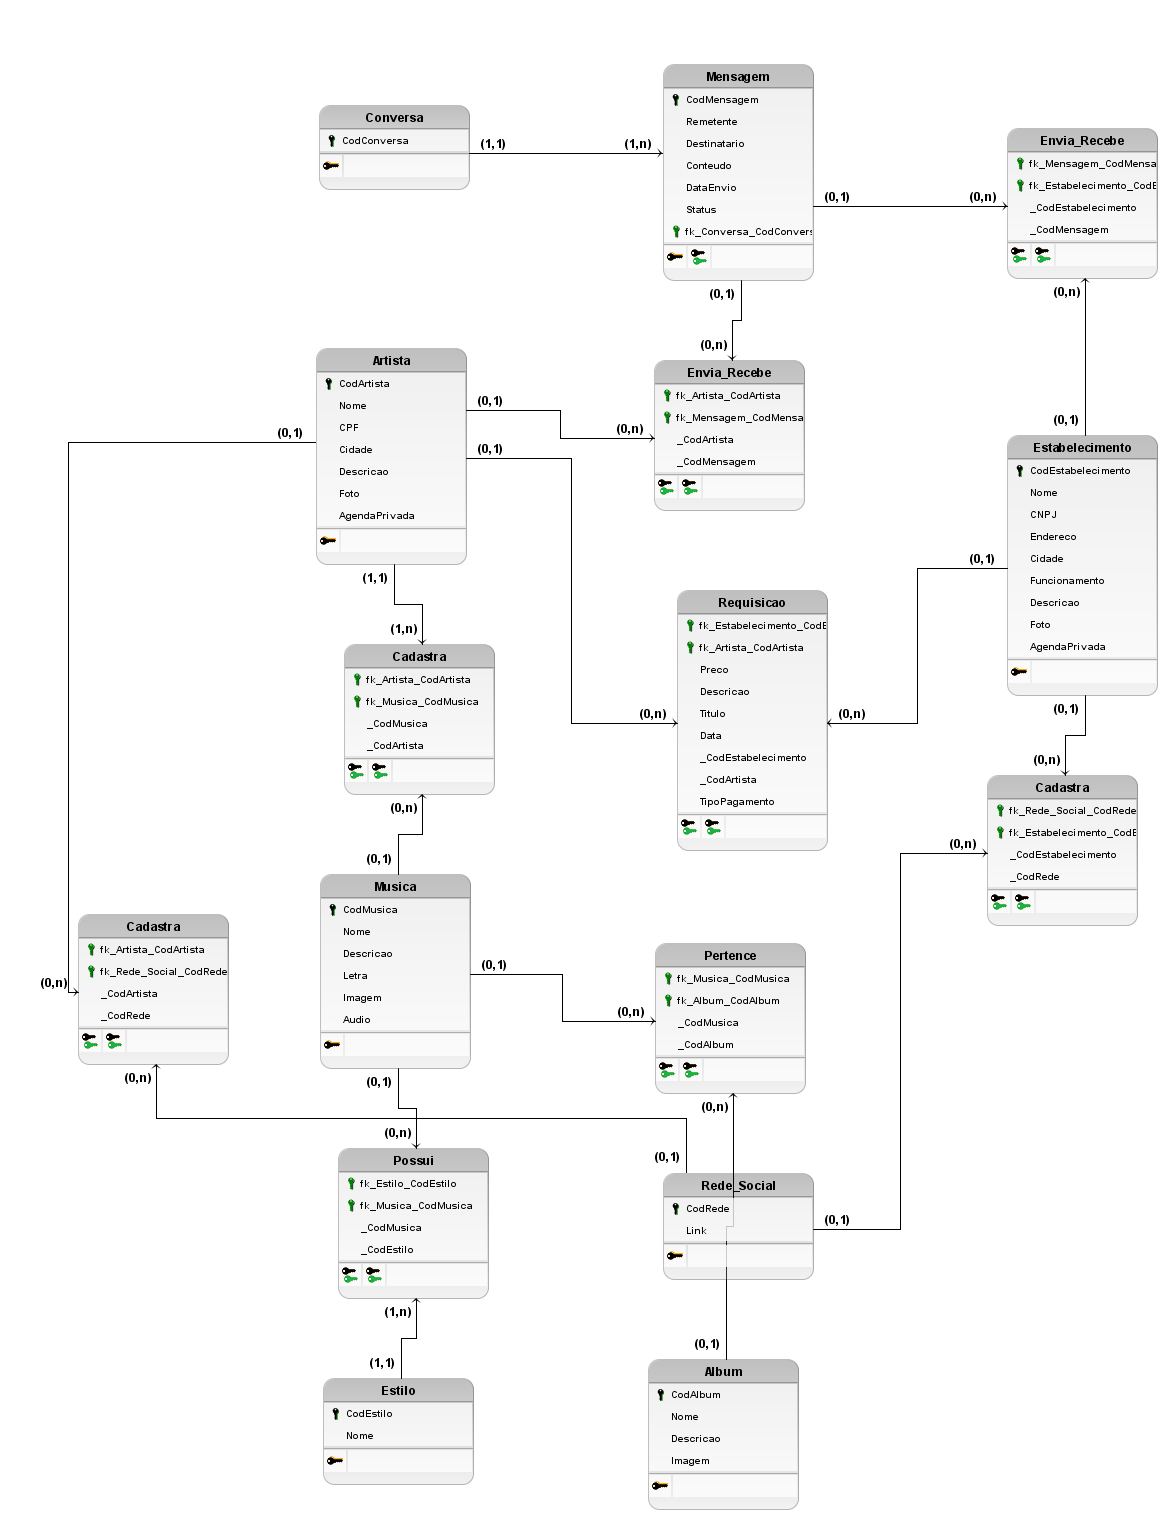 Conversa
CodConversa
(1,1)
(1,n)
Mensagem
CodMensagem
Remetente
Destinatario
Conteudo
DataEnvio
Status
fk_Conversa_CodConvers
(0,1)
(0,n)
Envia_Recebe
fk_Mensagem_CodMensa
fk_Estabelecimento_CodE
_CodEstabelecimento
_CodMensagem
(0,n)
(0,1)
(0,n)
Envia_Recebe
fk_Artista_CodArtista
fk_Mensagem_CodMensa
_CodArtista
_CodMensagem
Artista
CodArtista
Nome
CPF
Cidade
Descricao
Foto
AgendaPrivada
(0,1)
(0,n)
(0,1)
(0,1)
(0,1)
Estabelecimento
CodEstabelecimento
Nome
CNPJ
Endereco
Cidade
Funcionamento
Descricao
Foto
AgendaPrivada
(0,1)
(1,1)
(1,n)
Requisicao
fk_Estabelecimento_CodE
fk_Artista_CodArtista
Preco
Descricao
Titulo
Data
_CodEstabelecimento
_CodArtista
TipoPagamento
(0,n)
(0,n)
Cadastra
fk_Artista_CodArtista
fk_Musica_CodMusica
_CodMusica
_CodArtista
(0,n)
(0,1)
(0,1)
(0,n)
Cadastra
fk_Rede_Social_CodRede
fk_Estabelecimento_CodE
_CodEstabelecimento
_CodRede
(0,n)
Musica
CodMusica
Nome
Descricao
Letra
Imagem
Audio
(0,1)
(0,n)
Cadastra
fk_Artista_CodArtista
fk_Rede_Social_CodRede
_CodArtista
_CodRede
(0,n)
(0,n)
Pertence
fk_Musica_CodMusica
fk_Album_CodAlbum
_CodMusica
_CodAlbum
(0,n)
(0,1)
(0,n)
Possui
fk_Estilo_CodEstilo
fk_Musica_CodMusica
_CodMusica
_CodEstilo
(0,1)
Rede_Social
CodRede
Link
(0,1)
(1,n)
(1,1)
Estilo
CodEstilo
Nome
(0,1)
Album
CodAlbum
Nome
Descricao
Imagem